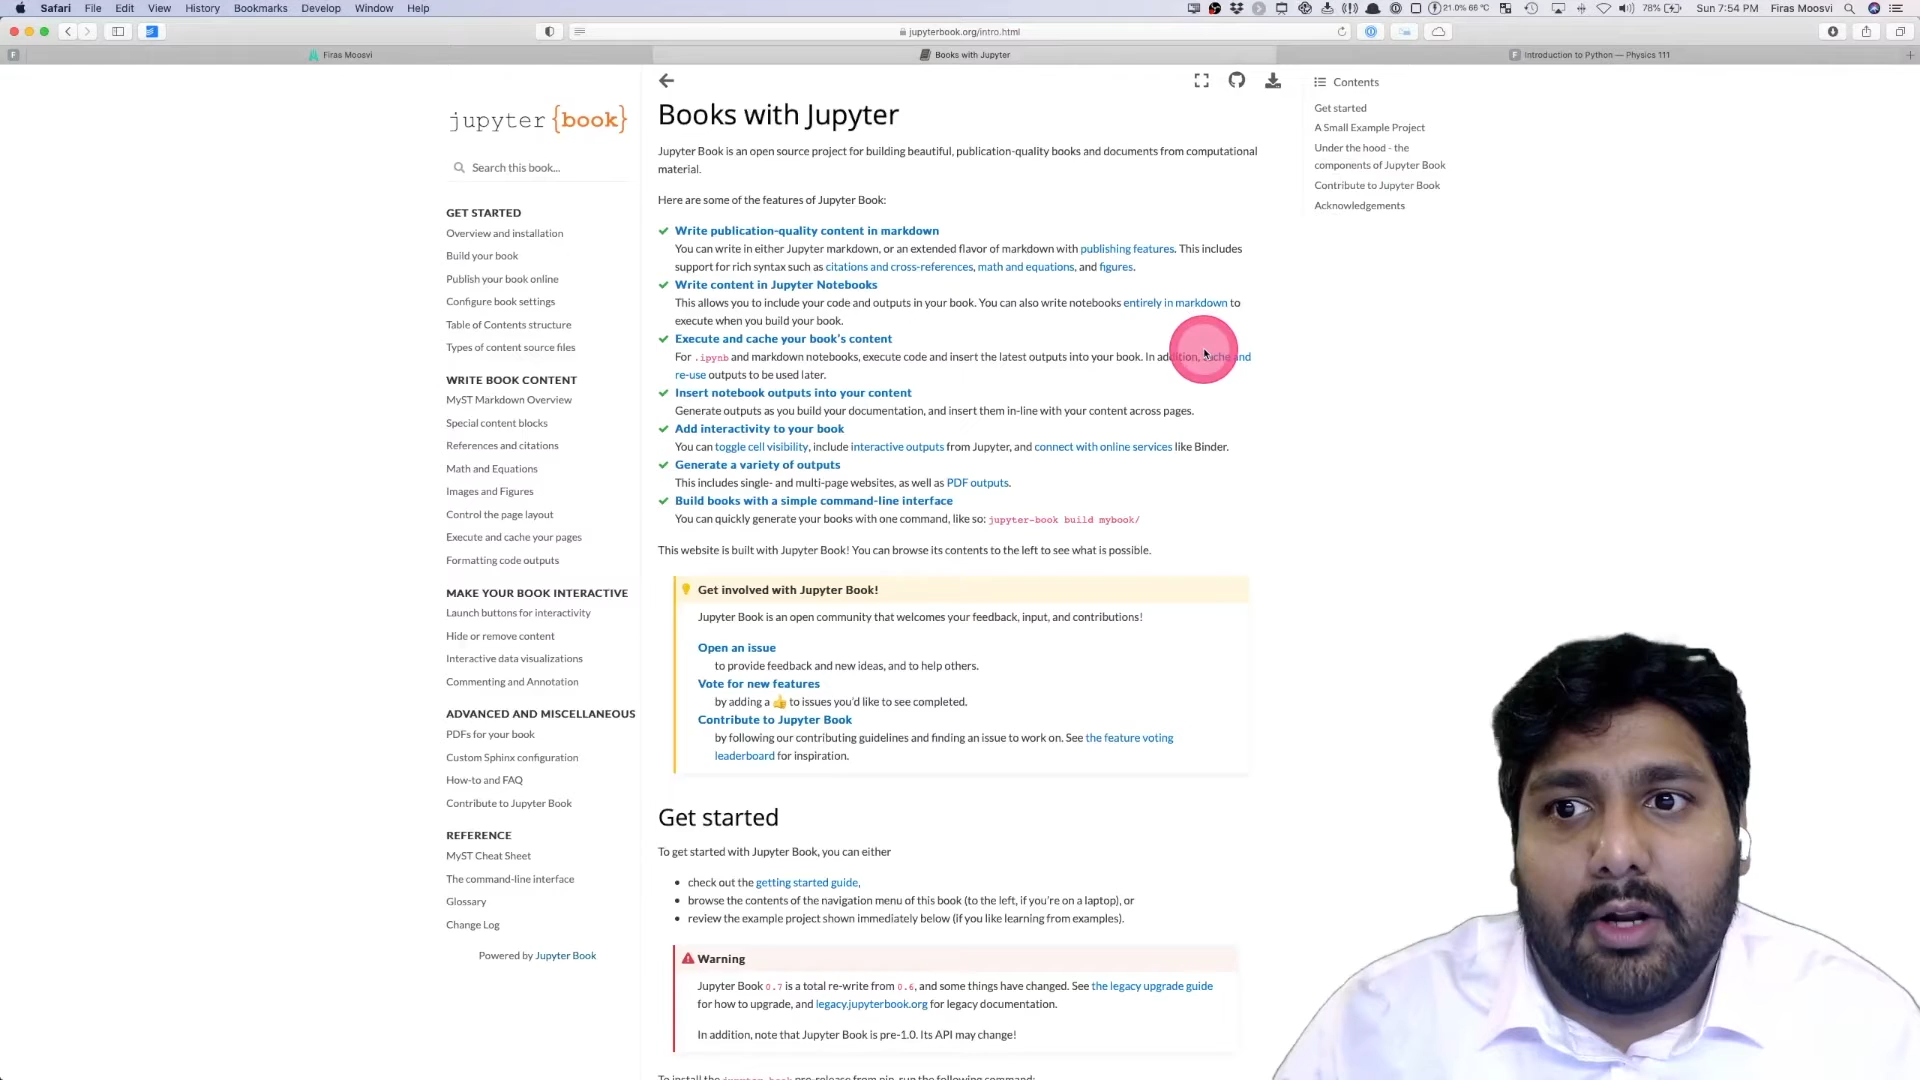 Safari File Edit View History Bookmarks Develop Window Help
21.0% 66 °C
78%
Sun 7:54 PM Firas Moosvi
jupyterbook.org/intro.html
F Firas Moosvi
Books with Jupyter
F Introduction to Python — Physics 111
jupyter {book}
Search this book...
GET STARTED
Overview and installation
Build your book
Publish your book online
Configure book settings
Table of Contents structure
Types of content source files
WRITE BOOK CONTENT
MyST Markdown Overview
Special content blocks
References and citations
Math and Equations
Images and Figures
Control the page layout
Execute and cache your pages
Formatting code outputs
MAKE YOUR BOOK INTERACTIVE
Launch buttons for interactivity
Hide or remove content
Interactive data visualizations
Commenting and Annotation
ADVANCED AND MISCELLANEOUS
PDFs for your book
Custom Sphinx configuration
How-to and FAQ
Contribute to Jupyter Book
REFERENCE
MyST Cheat Sheet
The command-line interface
Glossary
Change Log
Powered by Jupyter Book
Books with Jupyter
Jupyter Book is an open source project for building beautiful, publication-quality books and documents from computational
material.
Here are some of the features of Jupyter Book:
Write publication-quality content in markdown
You can write in either Jupyter markdown, or an extended flavor of markdown with publishing features. This includes
support for rich syntax such as citations and cross-references, math and equations, and figures.
Write content in Jupyter Notebooks
This allows you to include your code and outputs in your book. You can also write notebooks entirely in markdown to
execute when you build your book.
Execute and cache your book's content
For .ipynb and markdown notebooks, execute code and insert the latest outputs into your book. In addition, cache and
re-use outputs to be used later.
Insert notebook outputs into your content
Generate outputs as you build your documentation, and insert them in-line with your content across pages.
Add interactivity to your book
You can toggle cell visibility, include interactive outputs from Jupyter, and connect with online services like Binder.
Generate a variety of outputs
This includes single- and multi-page websites, as well as PDF outputs.
Build books with a simple command-line interface
You can quickly generate your books with one command, like so: jupyter-book build mybook/
This website is built with Jupyter Book! You can browse its contents to the left to see what is possible.
Get involved with Jupyter Book!
Jupyter Book is an open community that welcomes your feedback, input, and contributions!
Open an issue
to provide feedback and new ideas, and to help others.
Vote for new features
by adding a 👍 to issues you'd like to see completed.
Contribute to Jupyter Book
by following our contributing guidelines and finding an issue to work on. See the feature voting
leaderboard for inspiration.
Get started
To get started with Jupyter Book, you can either
• check out the getting started guide,
• browse the contents of the navigation menu of this book (to the left, if you're on a laptop), or
• review the example project shown immediately below (if you like learning from examples).
Warning
Jupyter Book 0.7 is a total re-write from 0.6, and some things have changed. See the legacy upgrade guide
for how to upgrade, and legacy.jupyterbook.org for legacy documentation.
In addition, note that Jupyter Book is pre-1.0. Its API may change!
To install the jupyter-book pre-release from pip, run the following command:
Contents
Get started
A Small Example Project
Under the hood - the
components of Jupyter Book
Contribute to Jupyter Book
Acknowledgements